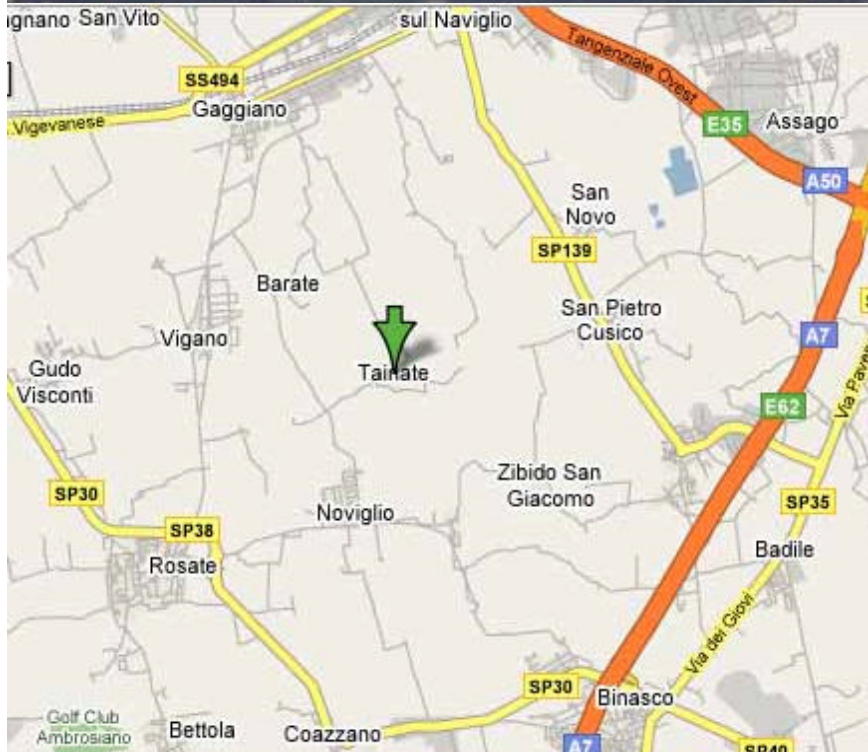 San Vito
sul Naviglio
SS494
Tangenziale Ovest
Gaggiano
Vigevanese
E35
Assago
A50
San
Novo
SP139
Barate
San Pietro
Cusico
A7
Vigano
Gudo
Visconti
Tainate
E62
Zibido San
Giacomo
SP30
SP35
Noviglio
SP38
Badile
Rosate
Via dei Giovi
SP30
Binasco
Golf Club
Ambrosiano
Bettola
Coazzano
A7
SP40